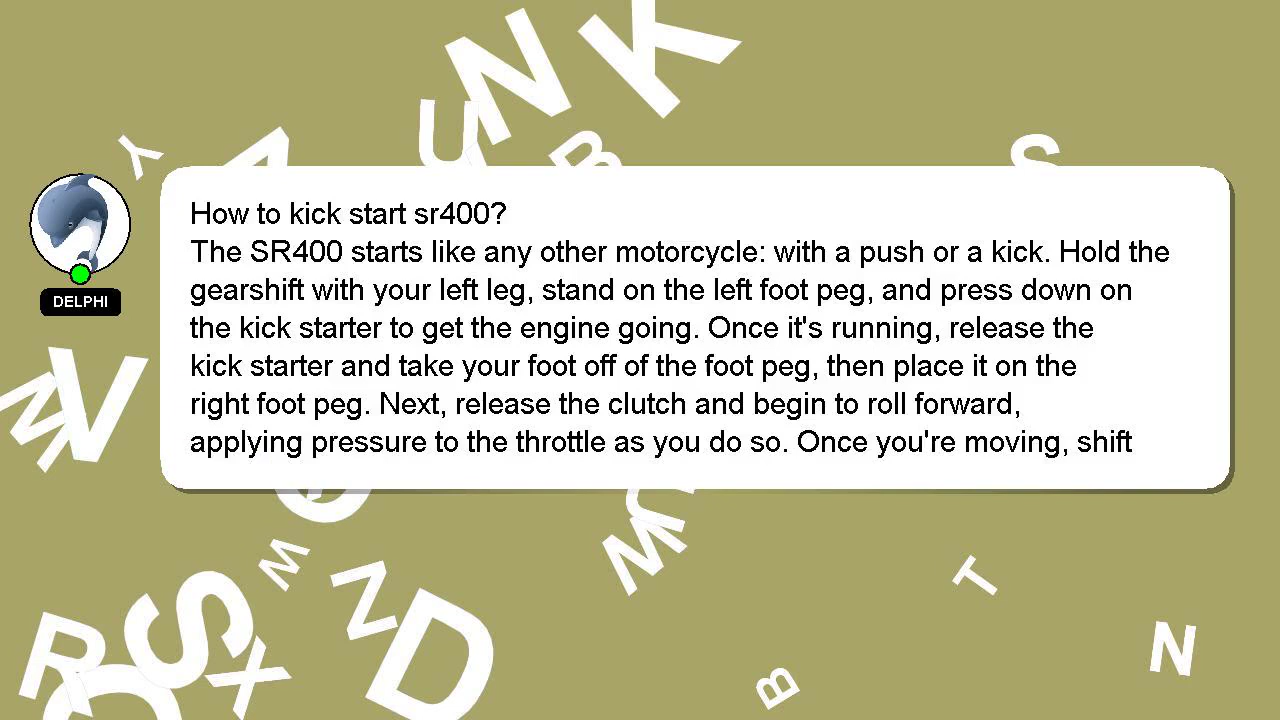 Y
N
K
U
B
S
How to kick start sr400?
The SR400 starts like any other motorcycle: with a push or a kick. Hold the
gearshift with your left leg, stand on the left foot peg, and press down on
the kick starter to get the engine going. Once it's running, release the
kick starter and take your foot off of the foot peg, then place it on the
right foot peg. Next, release the clutch and begin to roll forward,
applying pressure to the throttle as you do so. Once you're moving, shift
DELPHI
V
W
Z
D
S
R
X
W
T
N
B